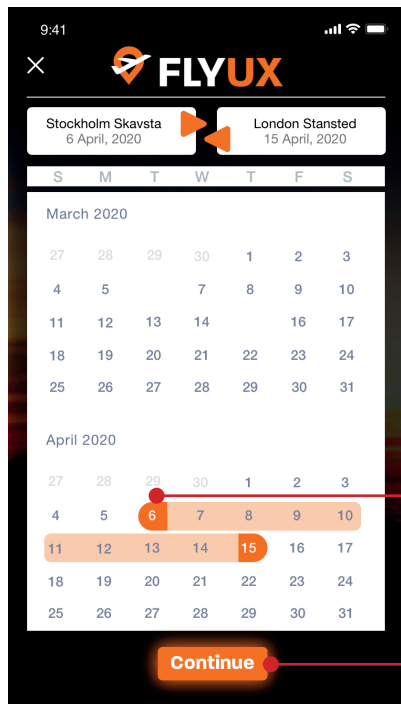 9:41
FLYUX
Stockholm Skavsta London Stansted
6 April, 2020 15 April, 2020
S M T W T F S
March 2020
27 28 29 30 1 2 3
4 5 7 8 9 10
11 12 13 14 16 17
18 19 20 21 22 23 24
25 26 27 28 29 30 31
April 2020
27 28 29 30 1 2 3
4 5 6 7 8 9 10
11 12 13 14 15 16 17
18 19 20 21 22 23 24
25 26 27 28 29 30 31
Continue